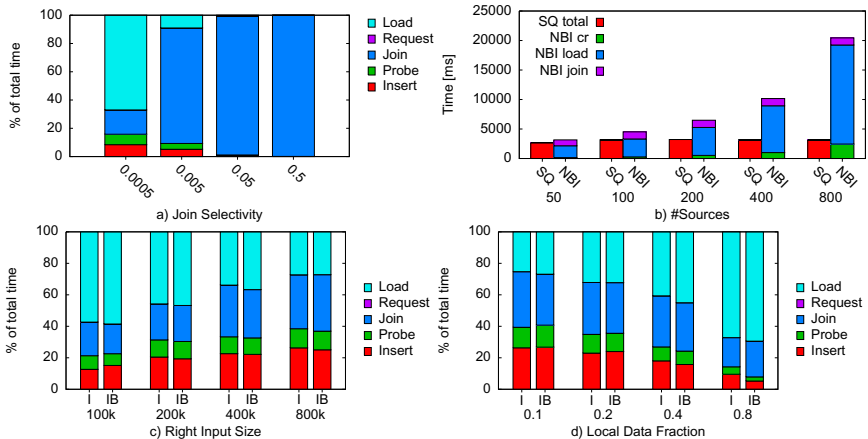 100
80
60
40
20
0
% of total time
0.0005
0.005
0.05
0.5
a) Join Selectivity
Load
Request
Join
Probe
Insert
25000
20000
15000
10000
5000
0
Time [ms]
SQ total
NBI cr
NBI load
NBI join
SQ NBI SQ NBI SQ NBI SQ NBI SQ NBI
50 100 200 400 800
b) #Sources
100
80
60
40
20
0
% of total time
I IB I IB I IB I IB
100k 200k 400k 800k
c) Right Input Size
Load
Request
Join
Probe
Insert
100
80
60
40
20
0
% of total time
I IB I IB I IB I IB
0.1 0.2 0.4 0.8
d) Local Data Fraction
Load
Request
Join
Probe
Insert